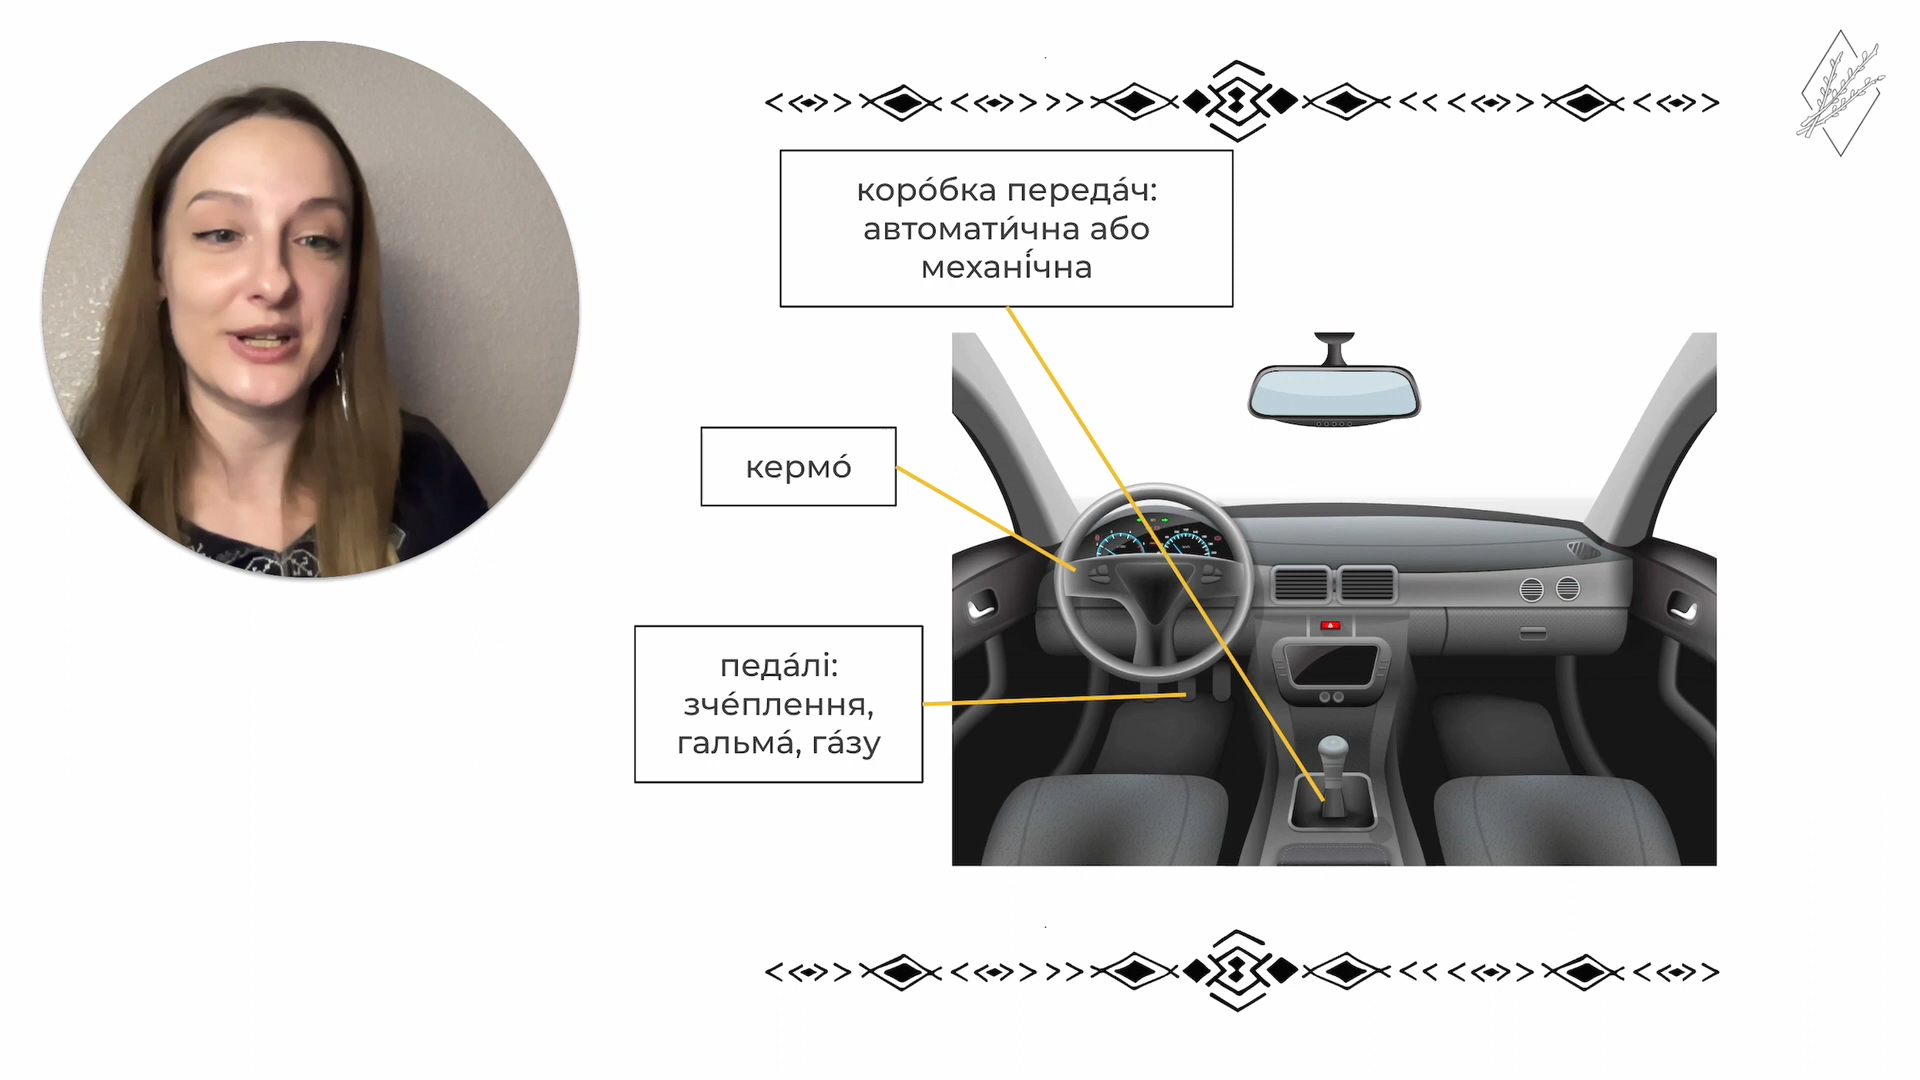 коро́бка переда́ч:
автомати́чна або
механі́чна
кермо́
педа́лі:
зче́плення,
гальма́, га́зу